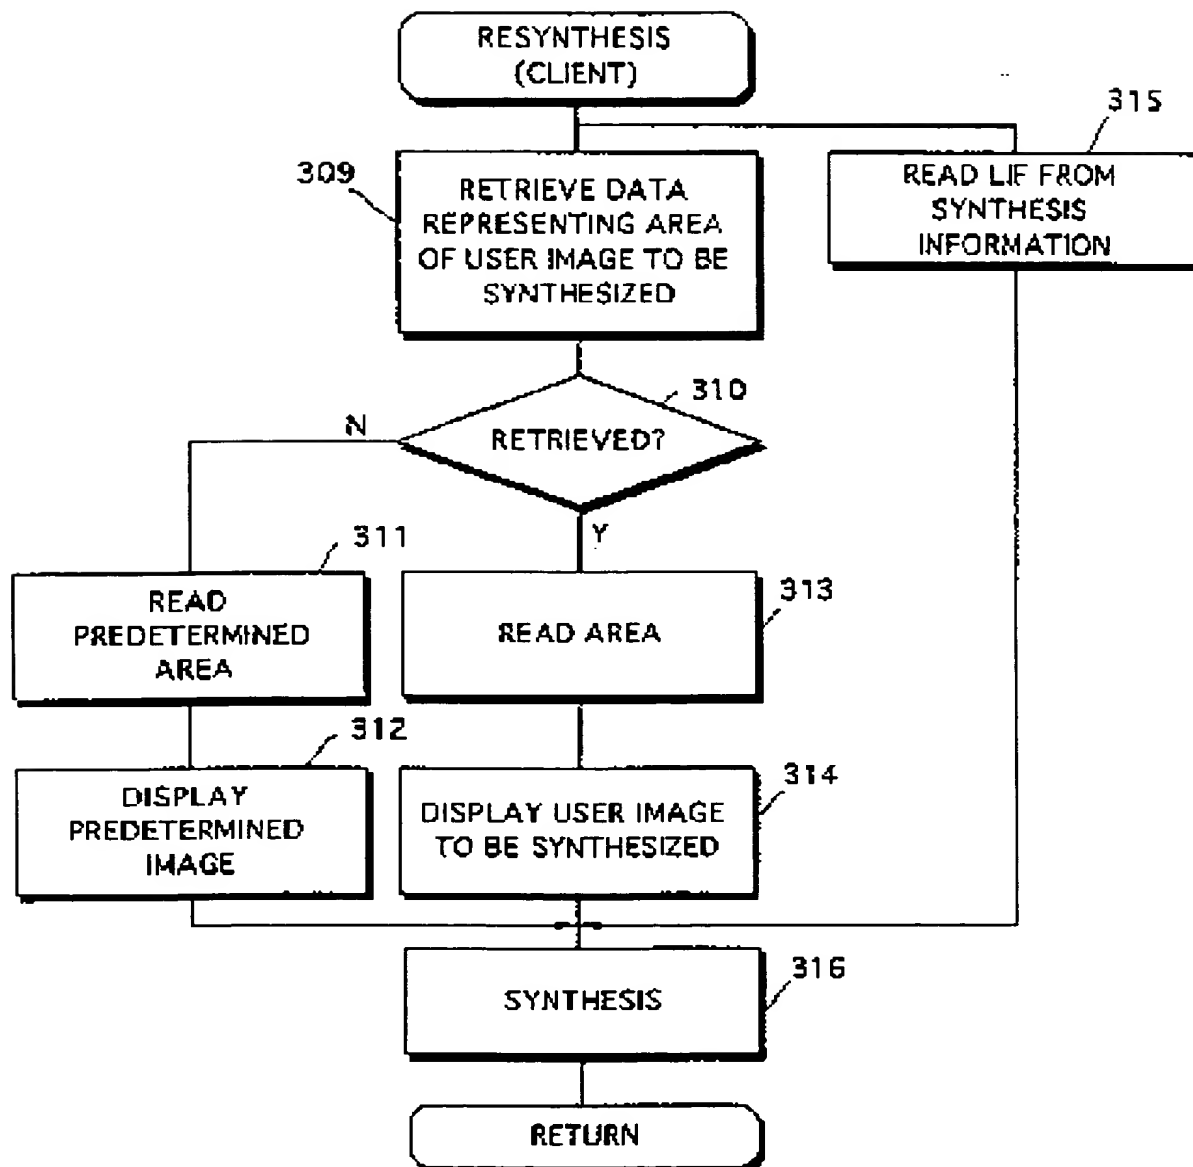 RESYNTHESIS
(CLIENT)
315
READ LIF FROM
SYNTHESIS
INFORMATION
309
RETRIEVE DATA
REPRESENTING AREA
OF USER IMAGE TO BE
SYNTHESIZED
310
RETRIEVED?
N
Y
311
READ
PREDETERMINED
AREA
313
READ AREA
312
DISPLAY
PREDETERMINED
IMAGE
314
DISPLAY USER IMAGE
TO BE SYNTHESIZED
316
SYNTHESIS
RETURN